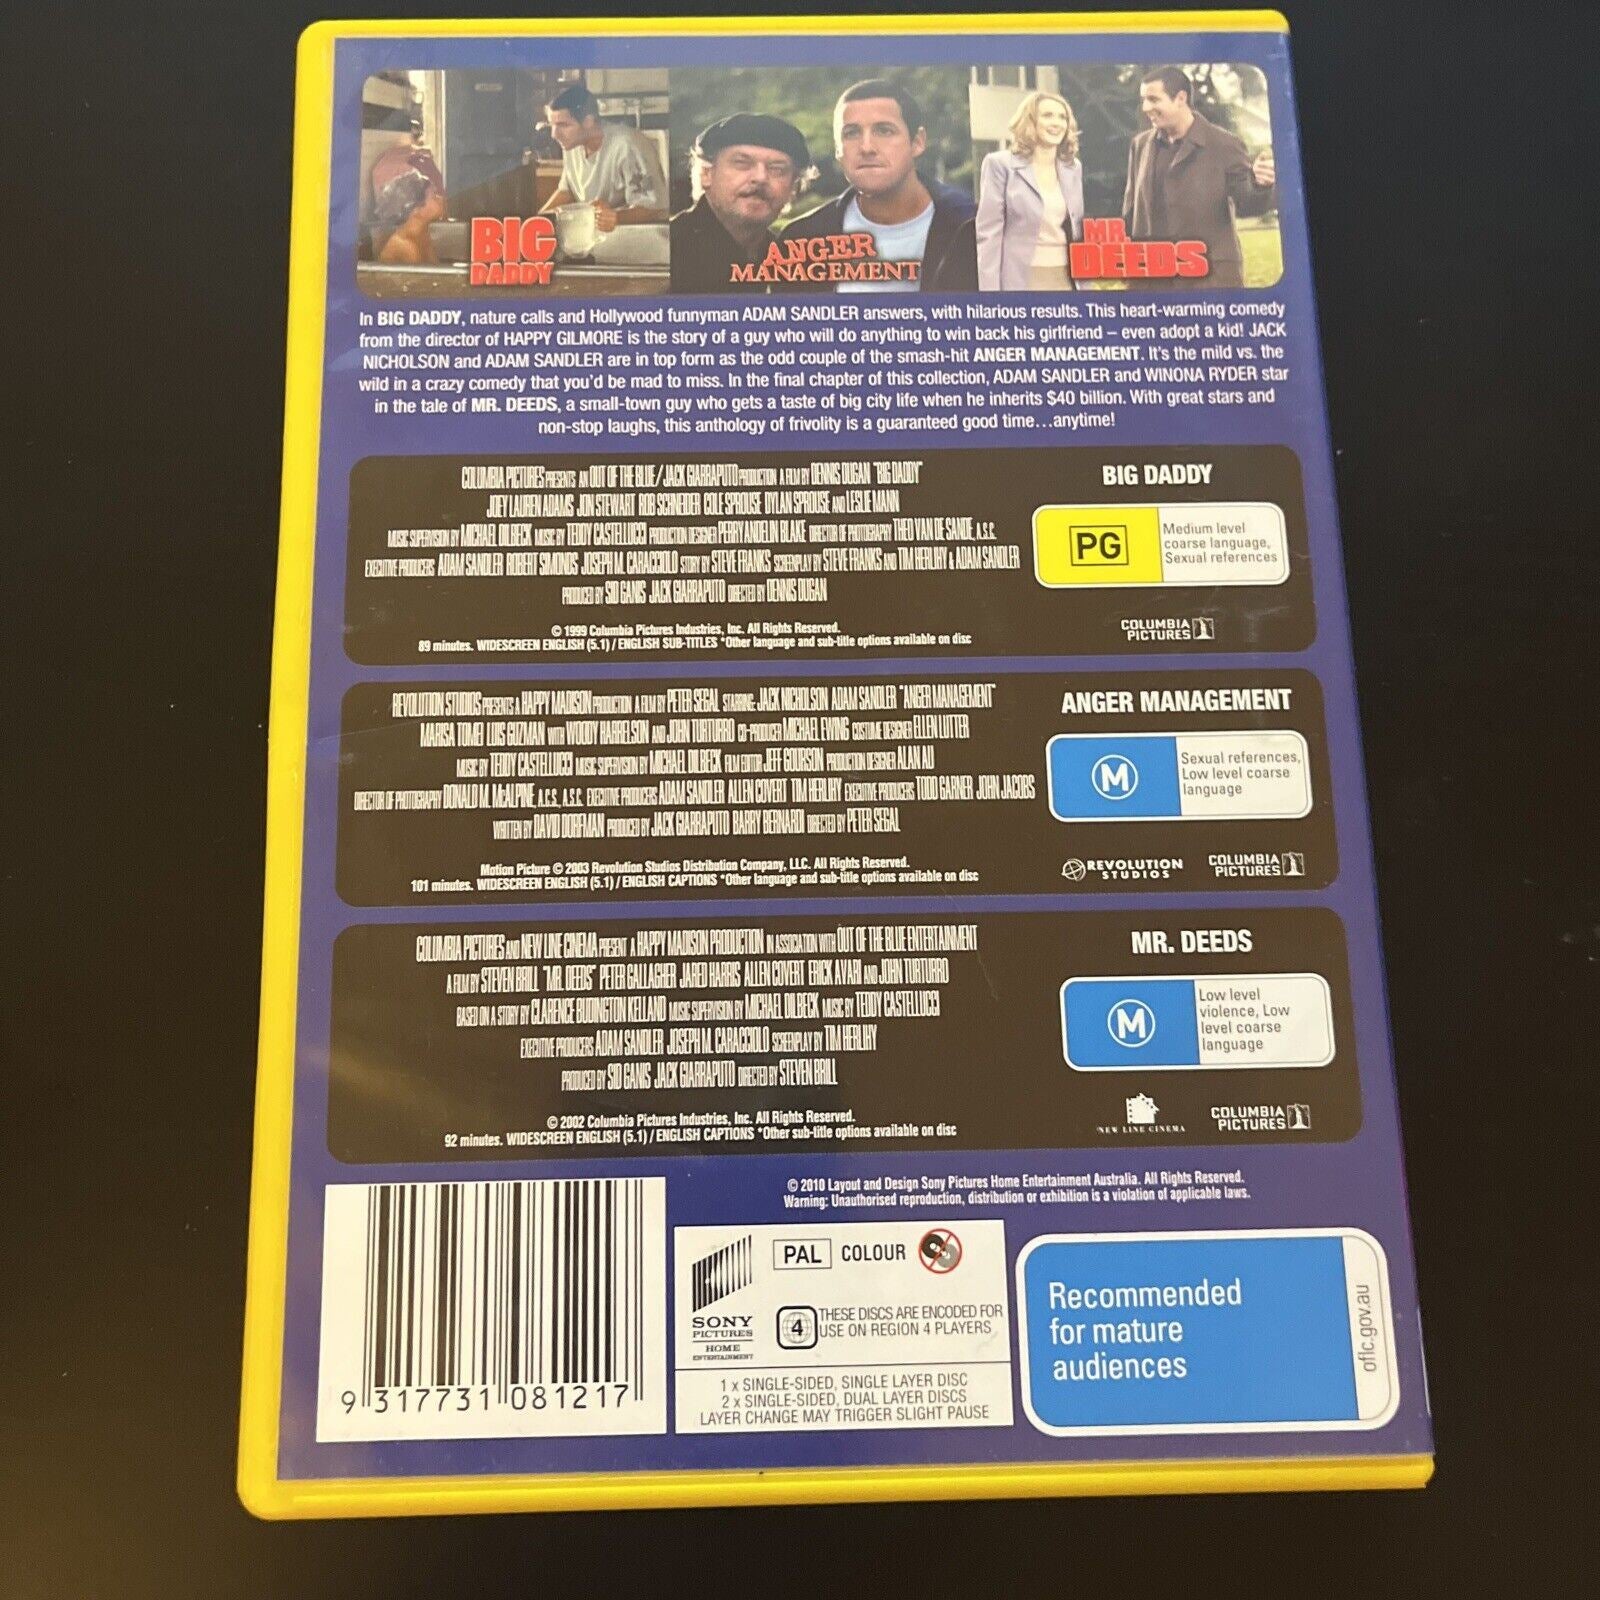 BIG
DADDY
ANGER
MANAGEMENT
MR.
DEEDS
In BIG DADDY, nature calls and Hollywood funnyman ADAM SANDLER answers, with hilarious results. This heart-warming comedy
from the director of HAPPY GILMORE is the story of a guy who will do anything to win back his girlfriend – even adopt a kid! JACK
NICHOLSON and ADAM SANDLER are in top form as the odd couple of the smash-hit ANGER MANAGEMENT. It's the mild vs. the
wild in a crazy comedy that you'd be mad to miss. In the final chapter of this collection, ADAM SANDLER and WINONA RYDER star
in the tale of MR. DEEDS, a small-town guy who gets a taste of big city life when he inherits $40 billion. With great stars and
non-stop laughs, this anthology of frivolity is a guaranteed good time...anytime!
COLUMBIA PICTURES PRESENTS AN OUT OF THE BLUE/JACK GIARRAPUTO PRODUCTION A FILM BY DENNIS DUGAN "BIG DADDY"
JOEY LAUREN ADAMS JON STEWART ROB SCHNEIDER COLE SPROUSE DYLAN SPROUSE AND LESLIE MANN
MUSIC SUPERVISION BY MICHAEL DILBECK MUSIC BY TEDDY CASTELLUCCI PRODUCTION DESIGNER PERRY ANDELIN BLAKE DIRECTOR OF PHOTOGRAPHY THEO VAN DE SANDE, A.S.C.
EXECUTIVE PRODUCERS ADAM SANDLER ROBERT SIMONDS JOSEPH M. CARACCIOLO STORY BY STEVE FRANKS SCREENPLAY BY STEVE FRANKS AND TIM HERLIHY & ADAM SANDLER
PRODUCED BY SID GANIS JACK GIARRAPUTO DIRECTED BY DENNIS DUGAN
© 1999 Columbia Pictures Industries, Inc. All Rights Reserved.
89 minutes. WIDESCREEN ENGLISH (5.1) / ENGLISH SUB-TITLES *Other language and sub-title options available on disc
BIG DADDY
PG
Medium level
coarse language,
Sexual references
COLUMBIA
PICTURES
REVOLUTION STUDIOS PRESENTS A HAPPY MADISON PRODUCTION A FILM BY PETER SEGAL STARRING: JACK NICHOLSON ADAM SANDLER "ANGER MANAGEMENT"
MARISA TOMEI LUIS GUZMAN WITH WOODY HARRELSON AND JOHN TURTURRO CO-PRODUCER MICHAEL EWING COSTUME DESIGNER ELLEN LUTTER
MUSIC BY TEDDY CASTELLUCCI MUSIC SUPERVISION BY MICHAEL DILBECK FILM EDITOR JEFF GOURSON PRODUCTION DESIGNER ALAN AU
DIRECTOR OF PHOTOGRAPHY DONALD M. McALPINE, A.C.S., A.S.C. EXECUTIVE PRODUCERS ADAM SANDLER ALLEN COVERT TIM HERLIHY EXECUTIVE PRODUCERS TODD GARNER JOHN JACOBS
WRITTEN BY DAVID DORFMAN PRODUCED BY JACK GIARRAPUTO BARRY BERNARDI DIRECTED BY PETER SEGAL
Motion Picture © 2003 Revolution Studios Distribution Company, LLC. All Rights Reserved.
101 minutes. WIDESCREEN ENGLISH (5.1) / ENGLISH CAPTIONS *Other language and sub-title options available on disc
ANGER MANAGEMENT
M
Sexual references,
Low level coarse
language
REVOLUTION
STUDIOS
COLUMBIA
PICTURES
COLUMBIA PICTURES AND NEW LINE CINEMA PRESENT A HAPPY MADISON PRODUCTION IN ASSOCIATION WITH OUT OF THE BLUE ENTERTAINMENT
A FILM BY STEVEN BRILL "MR. DEEDS" PETER GALLAGHER JARED HARRIS ALLEN COVERT ERICK AVARI AND JOHN TURTURRO
BASED ON A STORY BY CLARENCE BUDINGTON KELLAND MUSIC SUPERVISION BY MICHAEL DILBECK MUSIC BY TEDDY CASTELLUCCI
EXECUTIVE PRODUCERS ADAM SANDLER JOSEPH M. CARACCIOLO SCREENPLAY BY TIM HERLIHY
PRODUCED BY SID GANIS JACK GIARRAPUTO DIRECTED BY STEVEN BRILL
© 2002 Columbia Pictures Industries, Inc. All Rights Reserved.
92 minutes. WIDESCREEN ENGLISH (5.1) / ENGLISH CAPTIONS *Other sub-title options available on disc
MR. DEEDS
M
Low level
violence, Low
level coarse
language
NEW LINE CINEMA
COLUMBIA
PICTURES
© 2010 Layout and Design Sony Pictures Home Entertainment Australia. All Rights Reserved.
Warning: Unauthorised reproduction, distribution or exhibition is a violation of applicable laws.
9 317731 081217
SONY
PICTURES
HOME
ENTERTAINMENT
PAL COLOUR
4
THESE DISCS ARE ENCODED FOR
USE ON REGION 4 PLAYERS
1 x SINGLE-SIDED, SINGLE LAYER DISC
2 x SINGLE-SIDED, DUAL LAYER DISCS
LAYER CHANGE MAY TRIGGER SLIGHT PAUSE
Recommended
for mature
audiences
oflc.gov.au